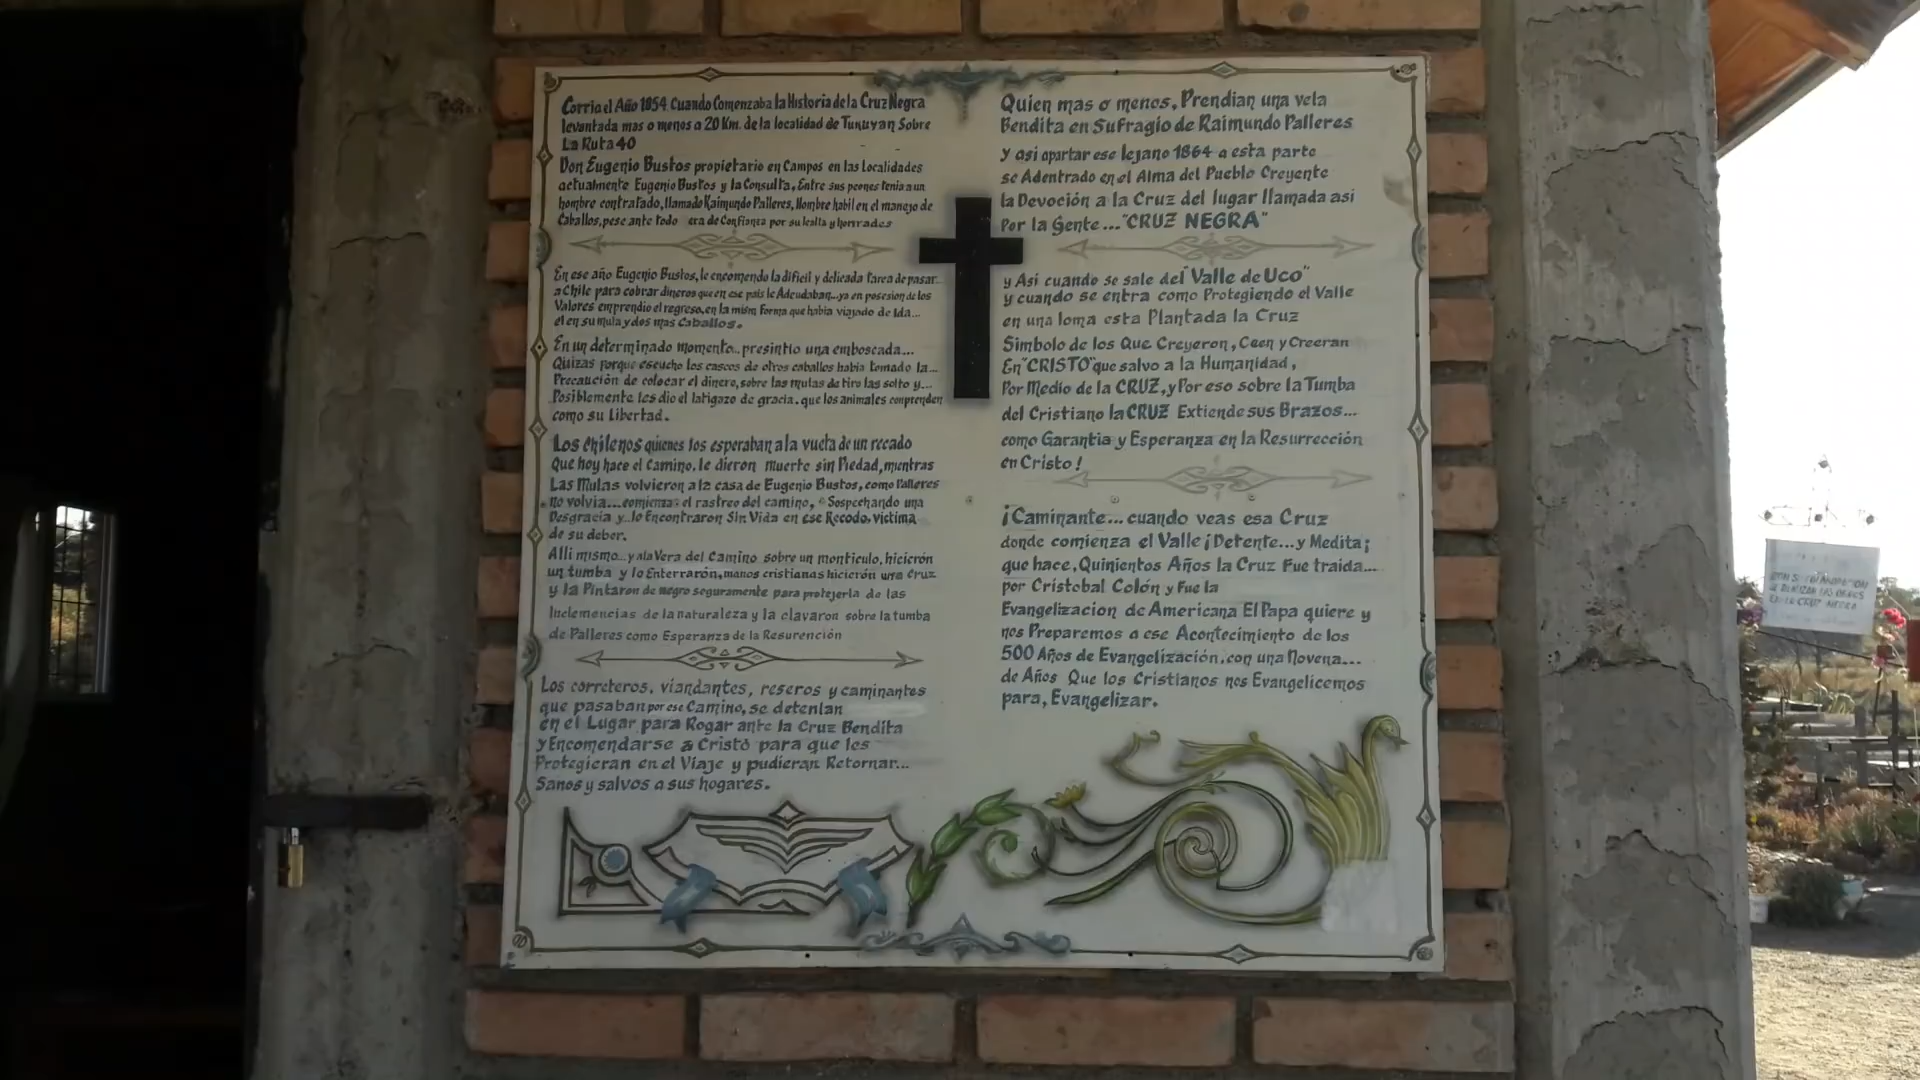 Corria el Año 1854. Cuando Comenzaba la Historia de la Cruz Negra
levantada mas o menos a 20 Km. de la localidad de Tunuyan Sobre
La Ruta 40
Don Eugenio Bustos propietario en Campos en las Localidades
actualmente Eugenio Bustos y la Consulta, Entre sus peones tenia a un
hombre contratado, llamado Raimundo Palleres, Hombre habil en el manejo de
Caballos, pese ante todo era de Confianza por su lealta y honrrades
En ese año Eugenio Bustos, le encomendo la dificil y delicada tarea de pasar
a Chile para cobrar dineros que en ese pais le Adeudaban... ya en posesion de los
Valores emprendio el regreso, en la mism Forma que habia viajado de Ida...
el en su mula y dos mas Caballos.
En un determinado momento... presintio una emboscada...
Quizas porque escucho los cascos de otros caballos habia tomado la...
Precaución de colocar el dinero, sobre las mulas de tiro las solto y...
Posiblemente les dio el latigazo de gracia. que los animales comprenden
como su Libertad.
Los Chilenos quienes los esperaban a la vuelta de un recado
Que hoy hace el Camino, le dieron muerte sin Piedad, mientras
Las Mulas volvieron a la casa de Eugenio Bustos, como Palleres
no volvia... comienza el rastreo del camino. Sospechando una
Desgracia y... lo Encontraron Sin Vida en ese Recodo, victima
de su deber.
Alli mismo... y a la Vera del Camino sobre un monticulo, hicierón
un tumba y lo Enterrarón, manos cristianas hicierón una Cruz
y la Pintaron de negro seguramente para protejerla de las
Inclemencias de la naturaleza y la clavaron sobre la tumba
de Palleres como Esperanza de la Resurención
Los correteros, viandantes, reseros y caminantes
que pasaban por ese Camino, se detenlan
en el Lugar para Rogar ante la Cruz Bendita
y Encomendarse a Cristo para que les
Protegieran en el Viaje y pudieran Retornar...
Sanos y salvos a sus hogares.
Quien mas o menos, Prendian una vela
Bendita en Sufragio de Raimundo Palleres
y asi apartar ese lejano 1864 a esta parte
se Adentrado en el Alma del Pueblo Creyente
la Devoción a la Cruz del lugar llamada asi
Por la Gente... "CRUZ NEGRA"
y Asi cuando se sale del "Valle de Uco"
y cuando se entra como Protegiendo el Valle
en una loma esta Plantada la Cruz
Simbolo de los Que Creyeron, Ceen y Creeran
En "CRISTO" que salvo a la Humanidad,
Por Medio de la CRUZ, y Por eso sobre la Tumba
del Cristiano la CRUZ Extiende sus Brazos...
como Garantia y Esperanza en la Resurrección
en Cristo!
¡Caminante... cuando veas esa Cruz
donde comienza el Valle ¡Detente... y Medita¡
que hace, Quinientos Años la Cruz Fue traida...
por Cristobal Colón y Fue la
Evangelizacion de Americana El Papa quiere y
nos Preparemos a ese Acontecimiento de los
500 Años de Evangelización, con una Novena...
de Años Que los Cristianos nos Evangelicemos
para, Evangelizar.